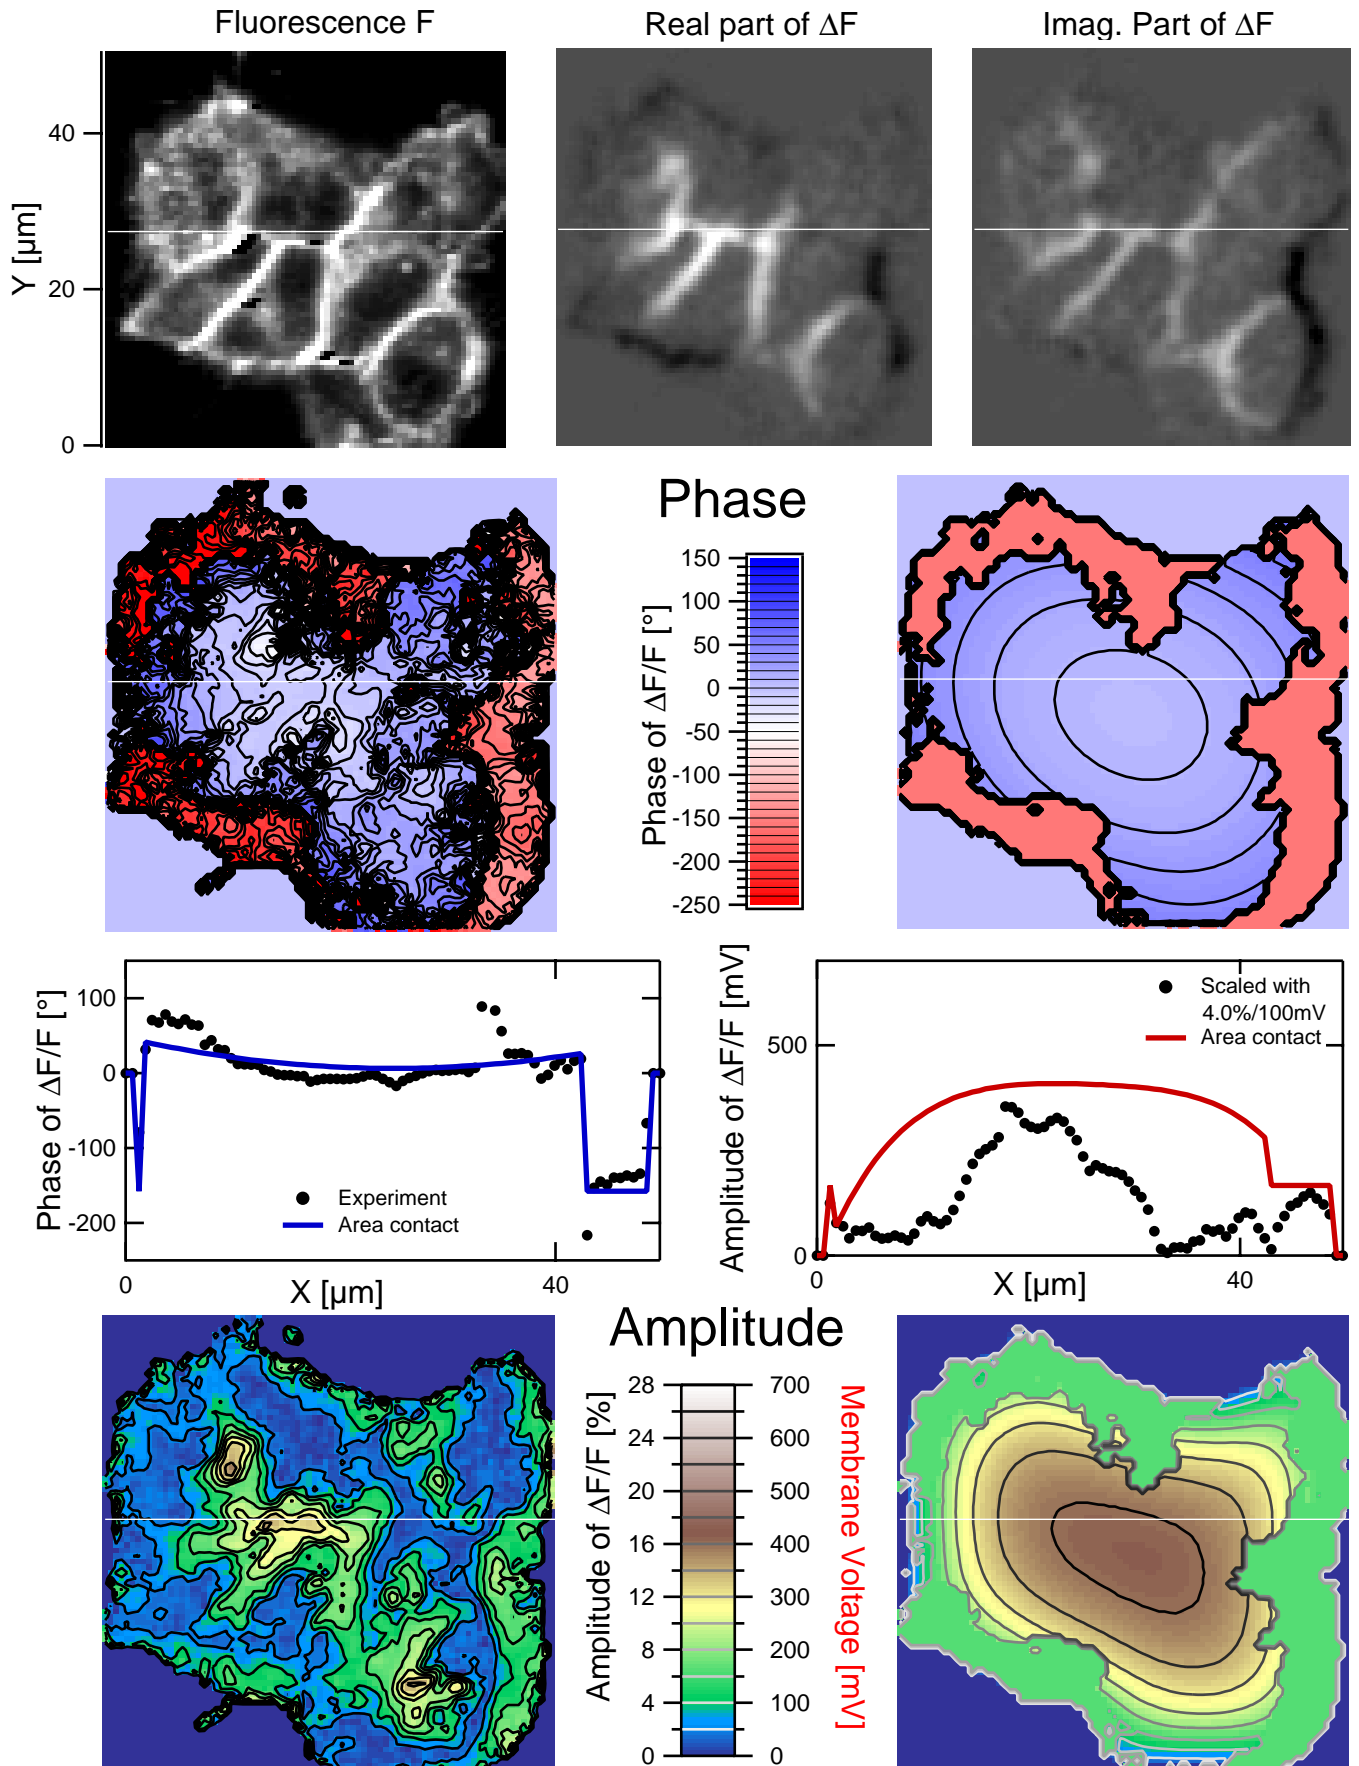 Fluorescence F
Real part of ΔF
Imag. Part of ΔF
Y [µm]
40
20
0
Phase
Phase of ΔF/F [°]
150
100
50
0
-50
-100
-150
-200
-250
Phase of ΔF/F [°]
100
0
-100
-200
Experiment
Area contact
0
40
X [µm]
Amplitude of ΔF/F [mV]
500
0
Scaled with
4.0%/100mV
Area contact
0
40
X [µm]
Amplitude
Amplitude of ΔF/F [%]
28
24
20
16
12
8
4
0
700
600
500
400
300
200
100
0
Membrane Voltage [mV]